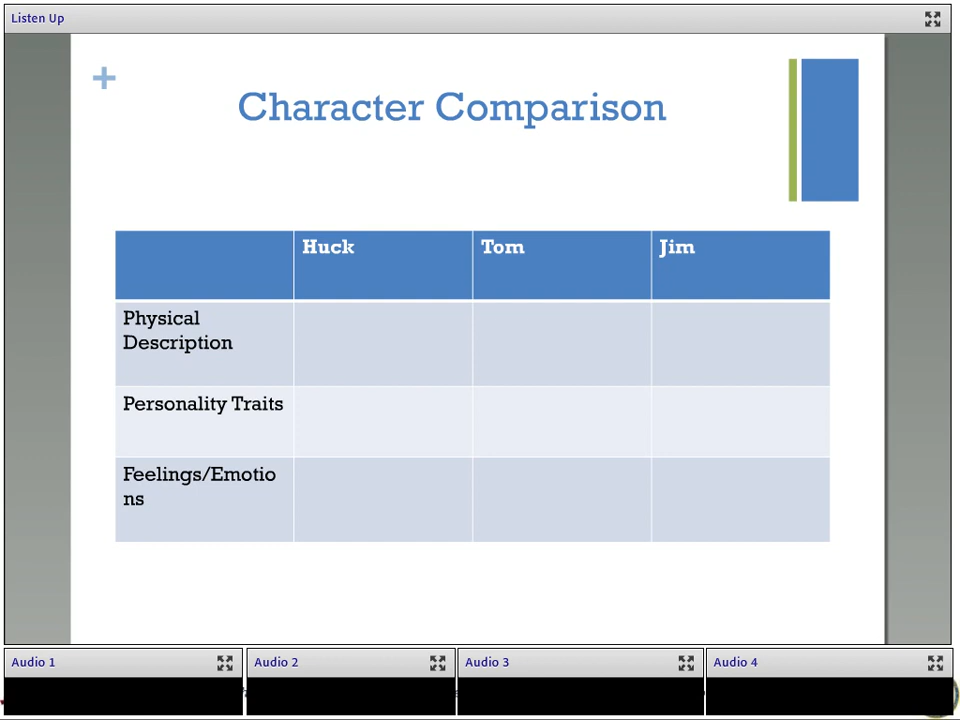 Listen Up
+
Character Comparison
Huck Tom Jim
Physical
Description
Personality Traits
Feelings/Emotio
ns
Audio 1 Audio 2 Audio 3 Audio 4